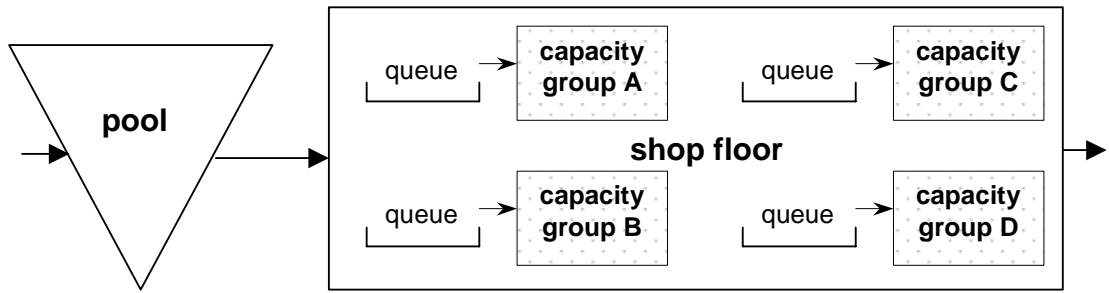 pool
queue
capacity
group A
queue
capacity
group C
shop floor
queue
capacity
group B
queue
capacity
group D